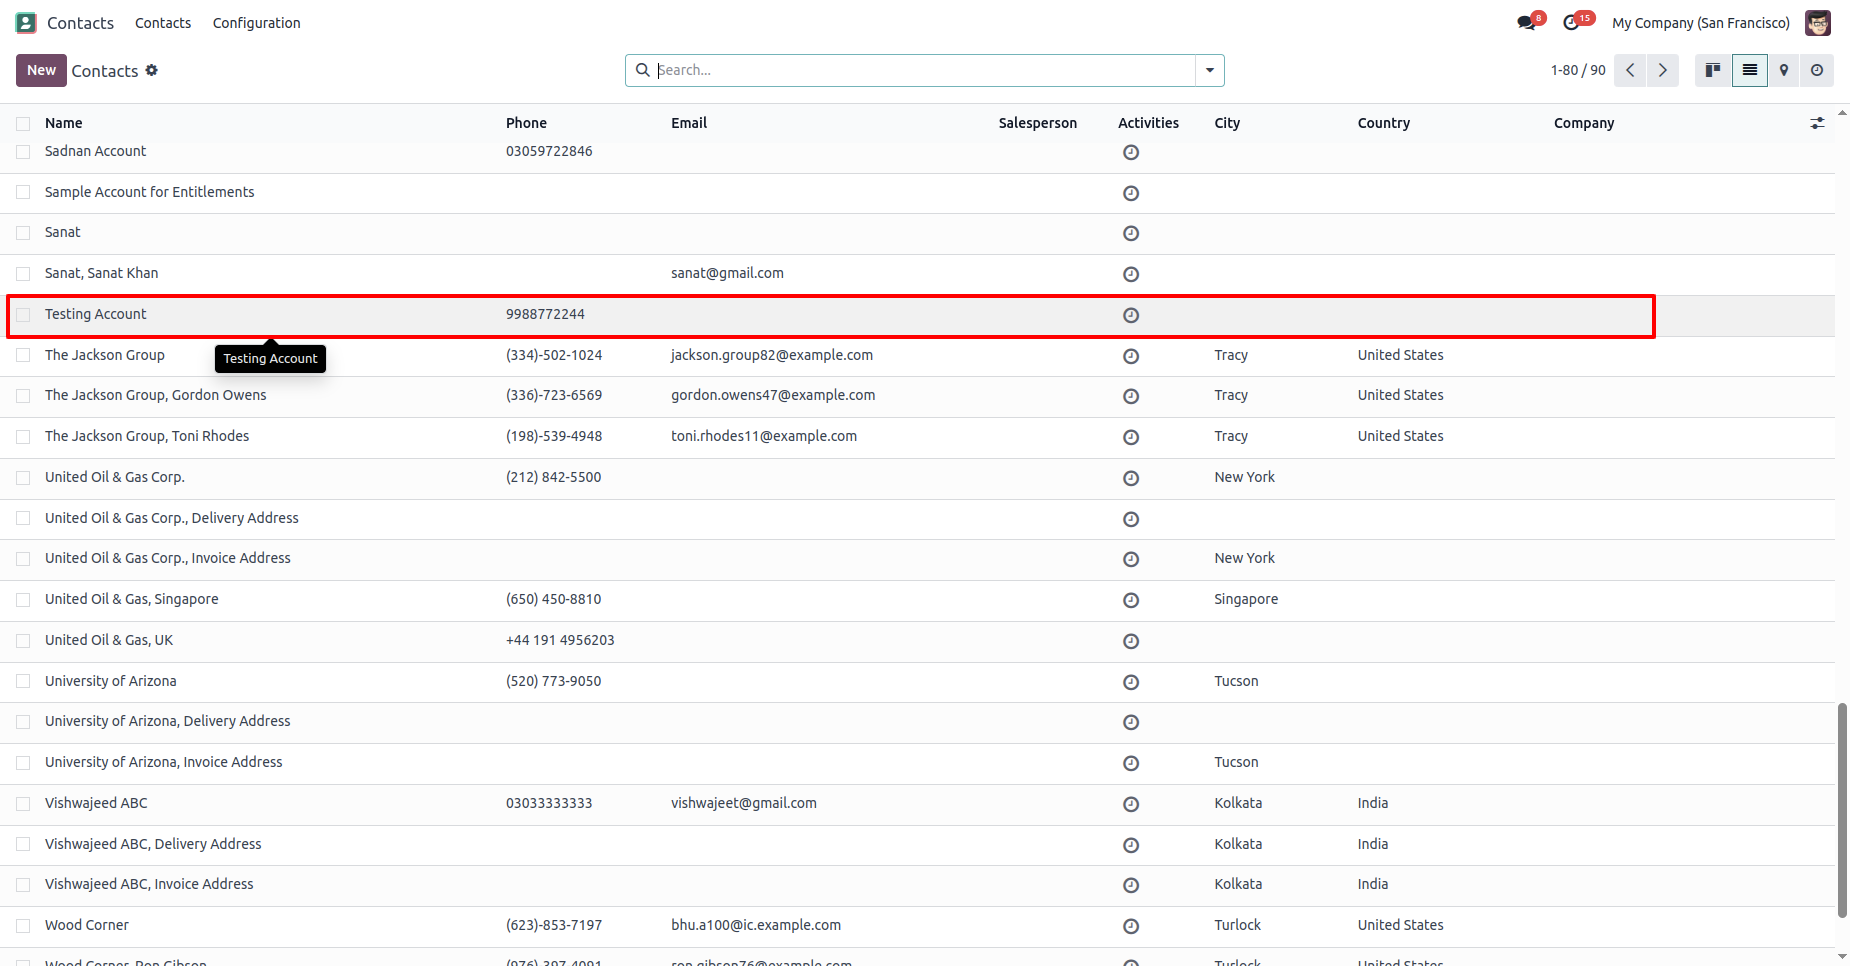 Contacts Contacts Configuration 8 15 My Company (San Francisco)
New Contacts Search... 1-80 / 90
Name Phone Email Salesperson Activities City Country Company
Sadnan Account 03059722846
Sample Account for Entitlements
Sanat
Sanat, Sanat Khan sanat@gmail.com
Testing Account 9988772244
The Jackson Group (334)-502-1024 jackson.group82@example.com Tracy United States
Testing Account
The Jackson Group, Gordon Owens (336)-723-6569 gordon.owens47@example.com Tracy United States
The Jackson Group, Toni Rhodes (198)-539-4948 toni.rhodes11@example.com Tracy United States
United Oil & Gas Corp. (212) 842-5500 New York
United Oil & Gas Corp., Delivery Address
United Oil & Gas Corp., Invoice Address New York
United Oil & Gas, Singapore (650) 450-8810 Singapore
United Oil & Gas, UK +44 191 4956203
University of Arizona (520) 773-9050 Tucson
University of Arizona, Delivery Address
University of Arizona, Invoice Address Tucson
Vishwajeed ABC 03033333333 vishwajeet@gmail.com Kolkata India
Vishwajeed ABC, Delivery Address Kolkata India
Vishwajeed ABC, Invoice Address Kolkata India
Wood Corner (623)-853-7197 bhu.a100@ic.example.com Turlock United States
Wood Corner, Ron Gibson (976)-397-4091 ron.gibson76@example.com Turlock United States